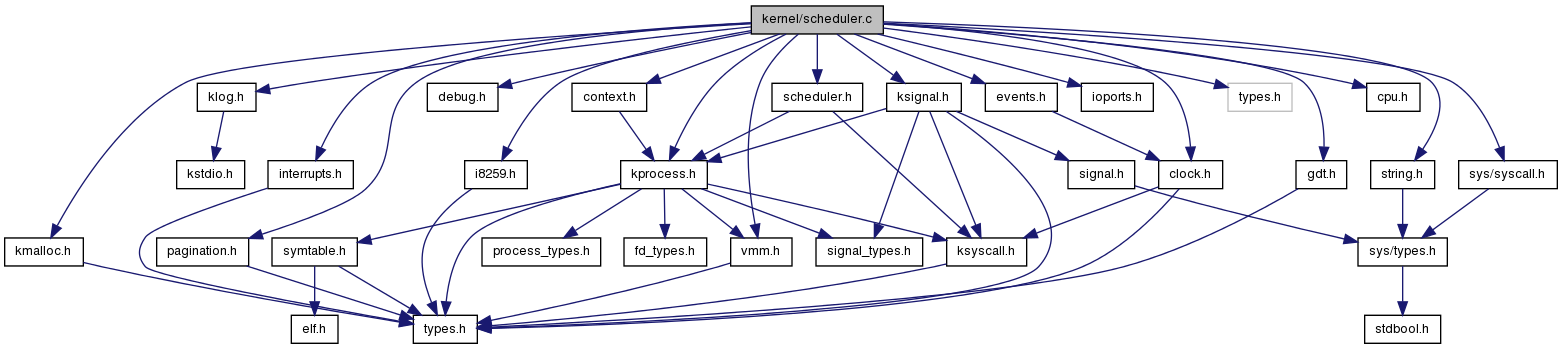 kernel/scheduler.c
klog.h
debug.h
context.h
scheduler.h
ksignal.h
events.h
ioports.h
types.h
cpu.h
kstdio.h
interrupts.h
i8259.h
kprocess.h
signal.h
clock.h
gdt.h
string.h
sys/syscall.h
kmalloc.h
pagination.h
symtable.h
process_types.h
fd_types.h
vmm.h
signal_types.h
ksyscall.h
sys/types.h
elf.h
types.h
stdbool.h